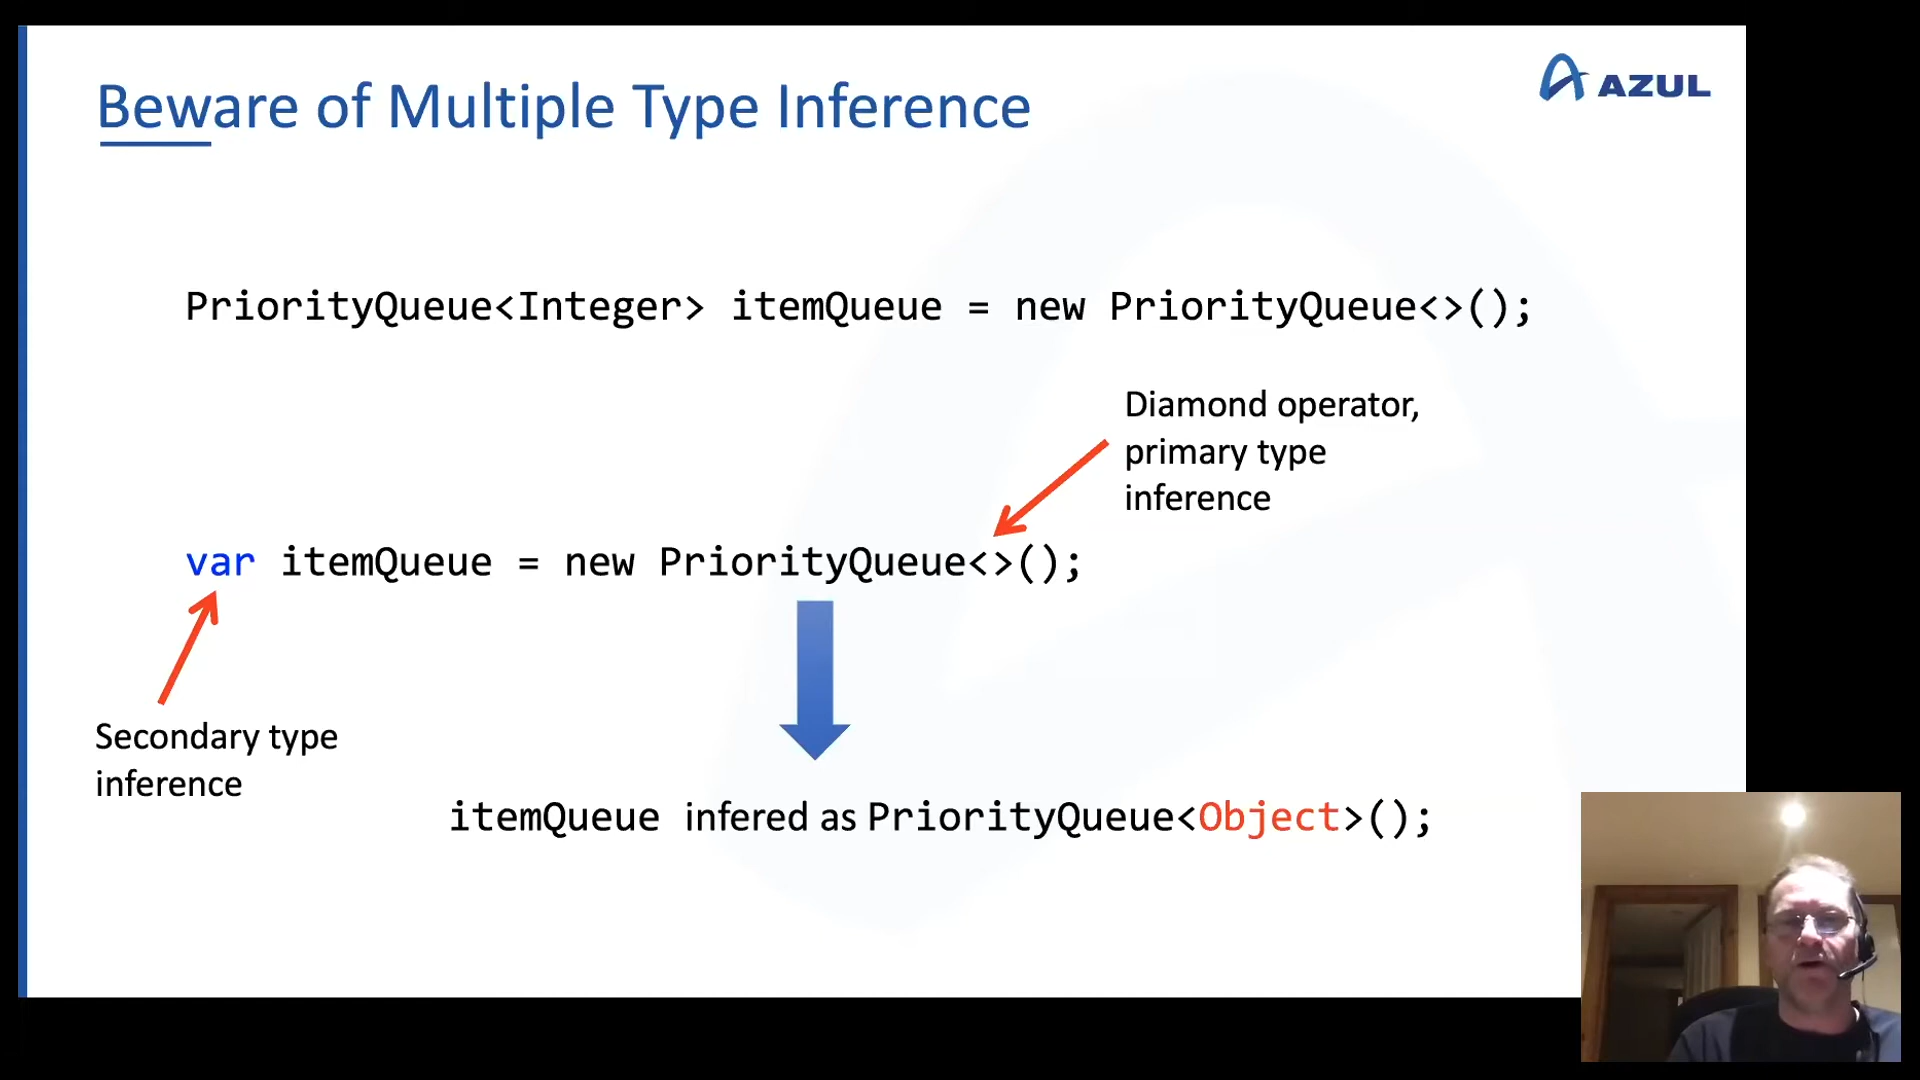 Beware of Multiple Type Inference
AZUL
PriorityQueue<Integer> itemQueue = new PriorityQueue<>();
Diamond operator,
primary type
inference
var itemQueue = new PriorityQueue<>();
Secondary type
inference
itemQueue infered as PriorityQueue<Object>();